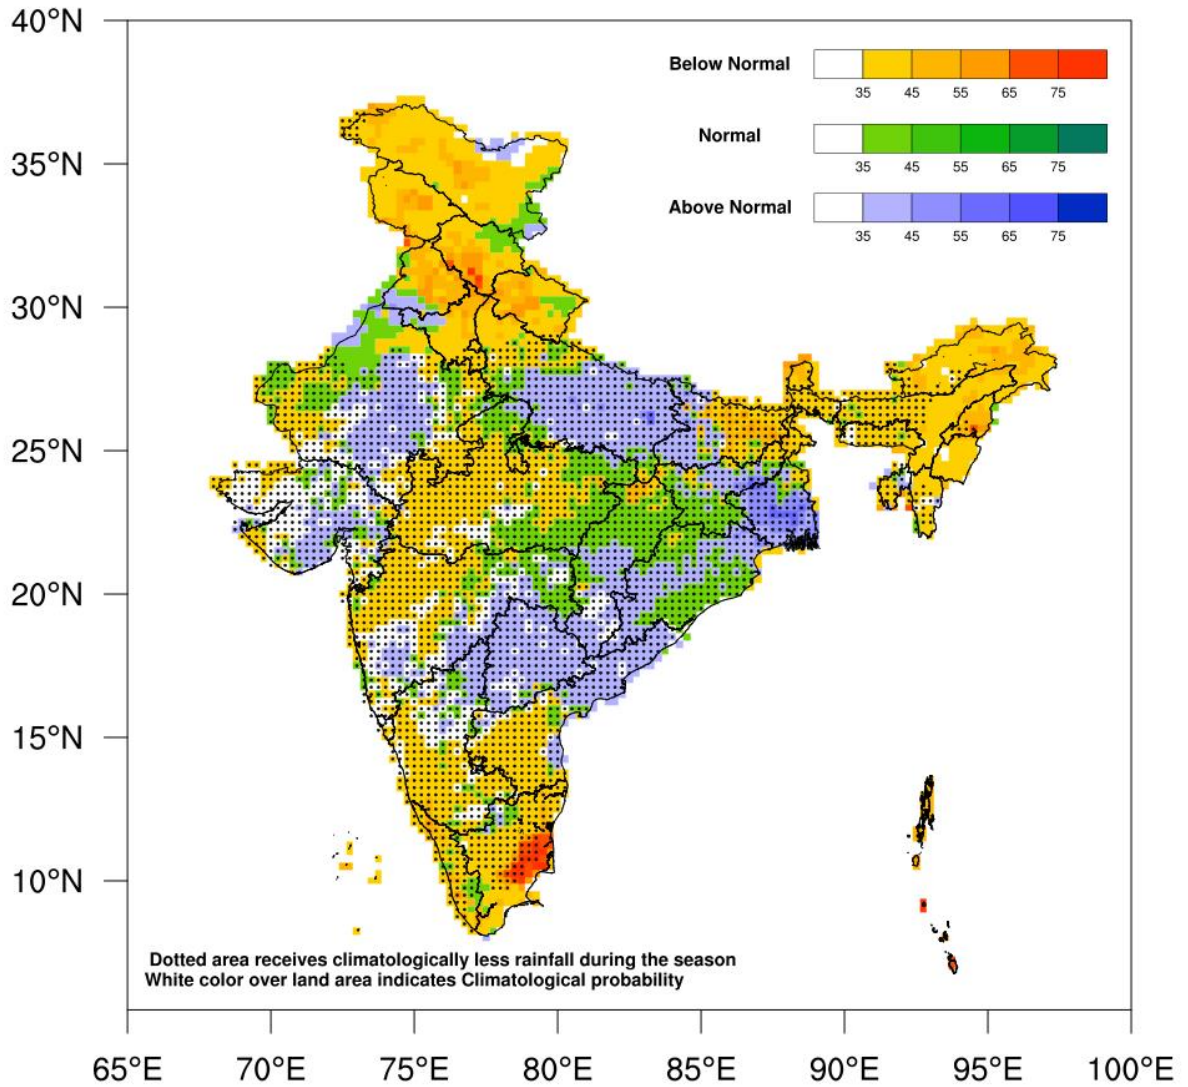 40°N
35°N
30°N
25°N
20°N
15°N
10°N
Below Normal
35 45 55 65 75
Normal
35 45 55 65 75
Above Normal
35 45 55 65 75
Dotted area receives climatologically less rainfall during the season
White color over land area indicates Climatological probability
65°E 70°E 75°E 80°E 85°E 90°E 95°E 100°E